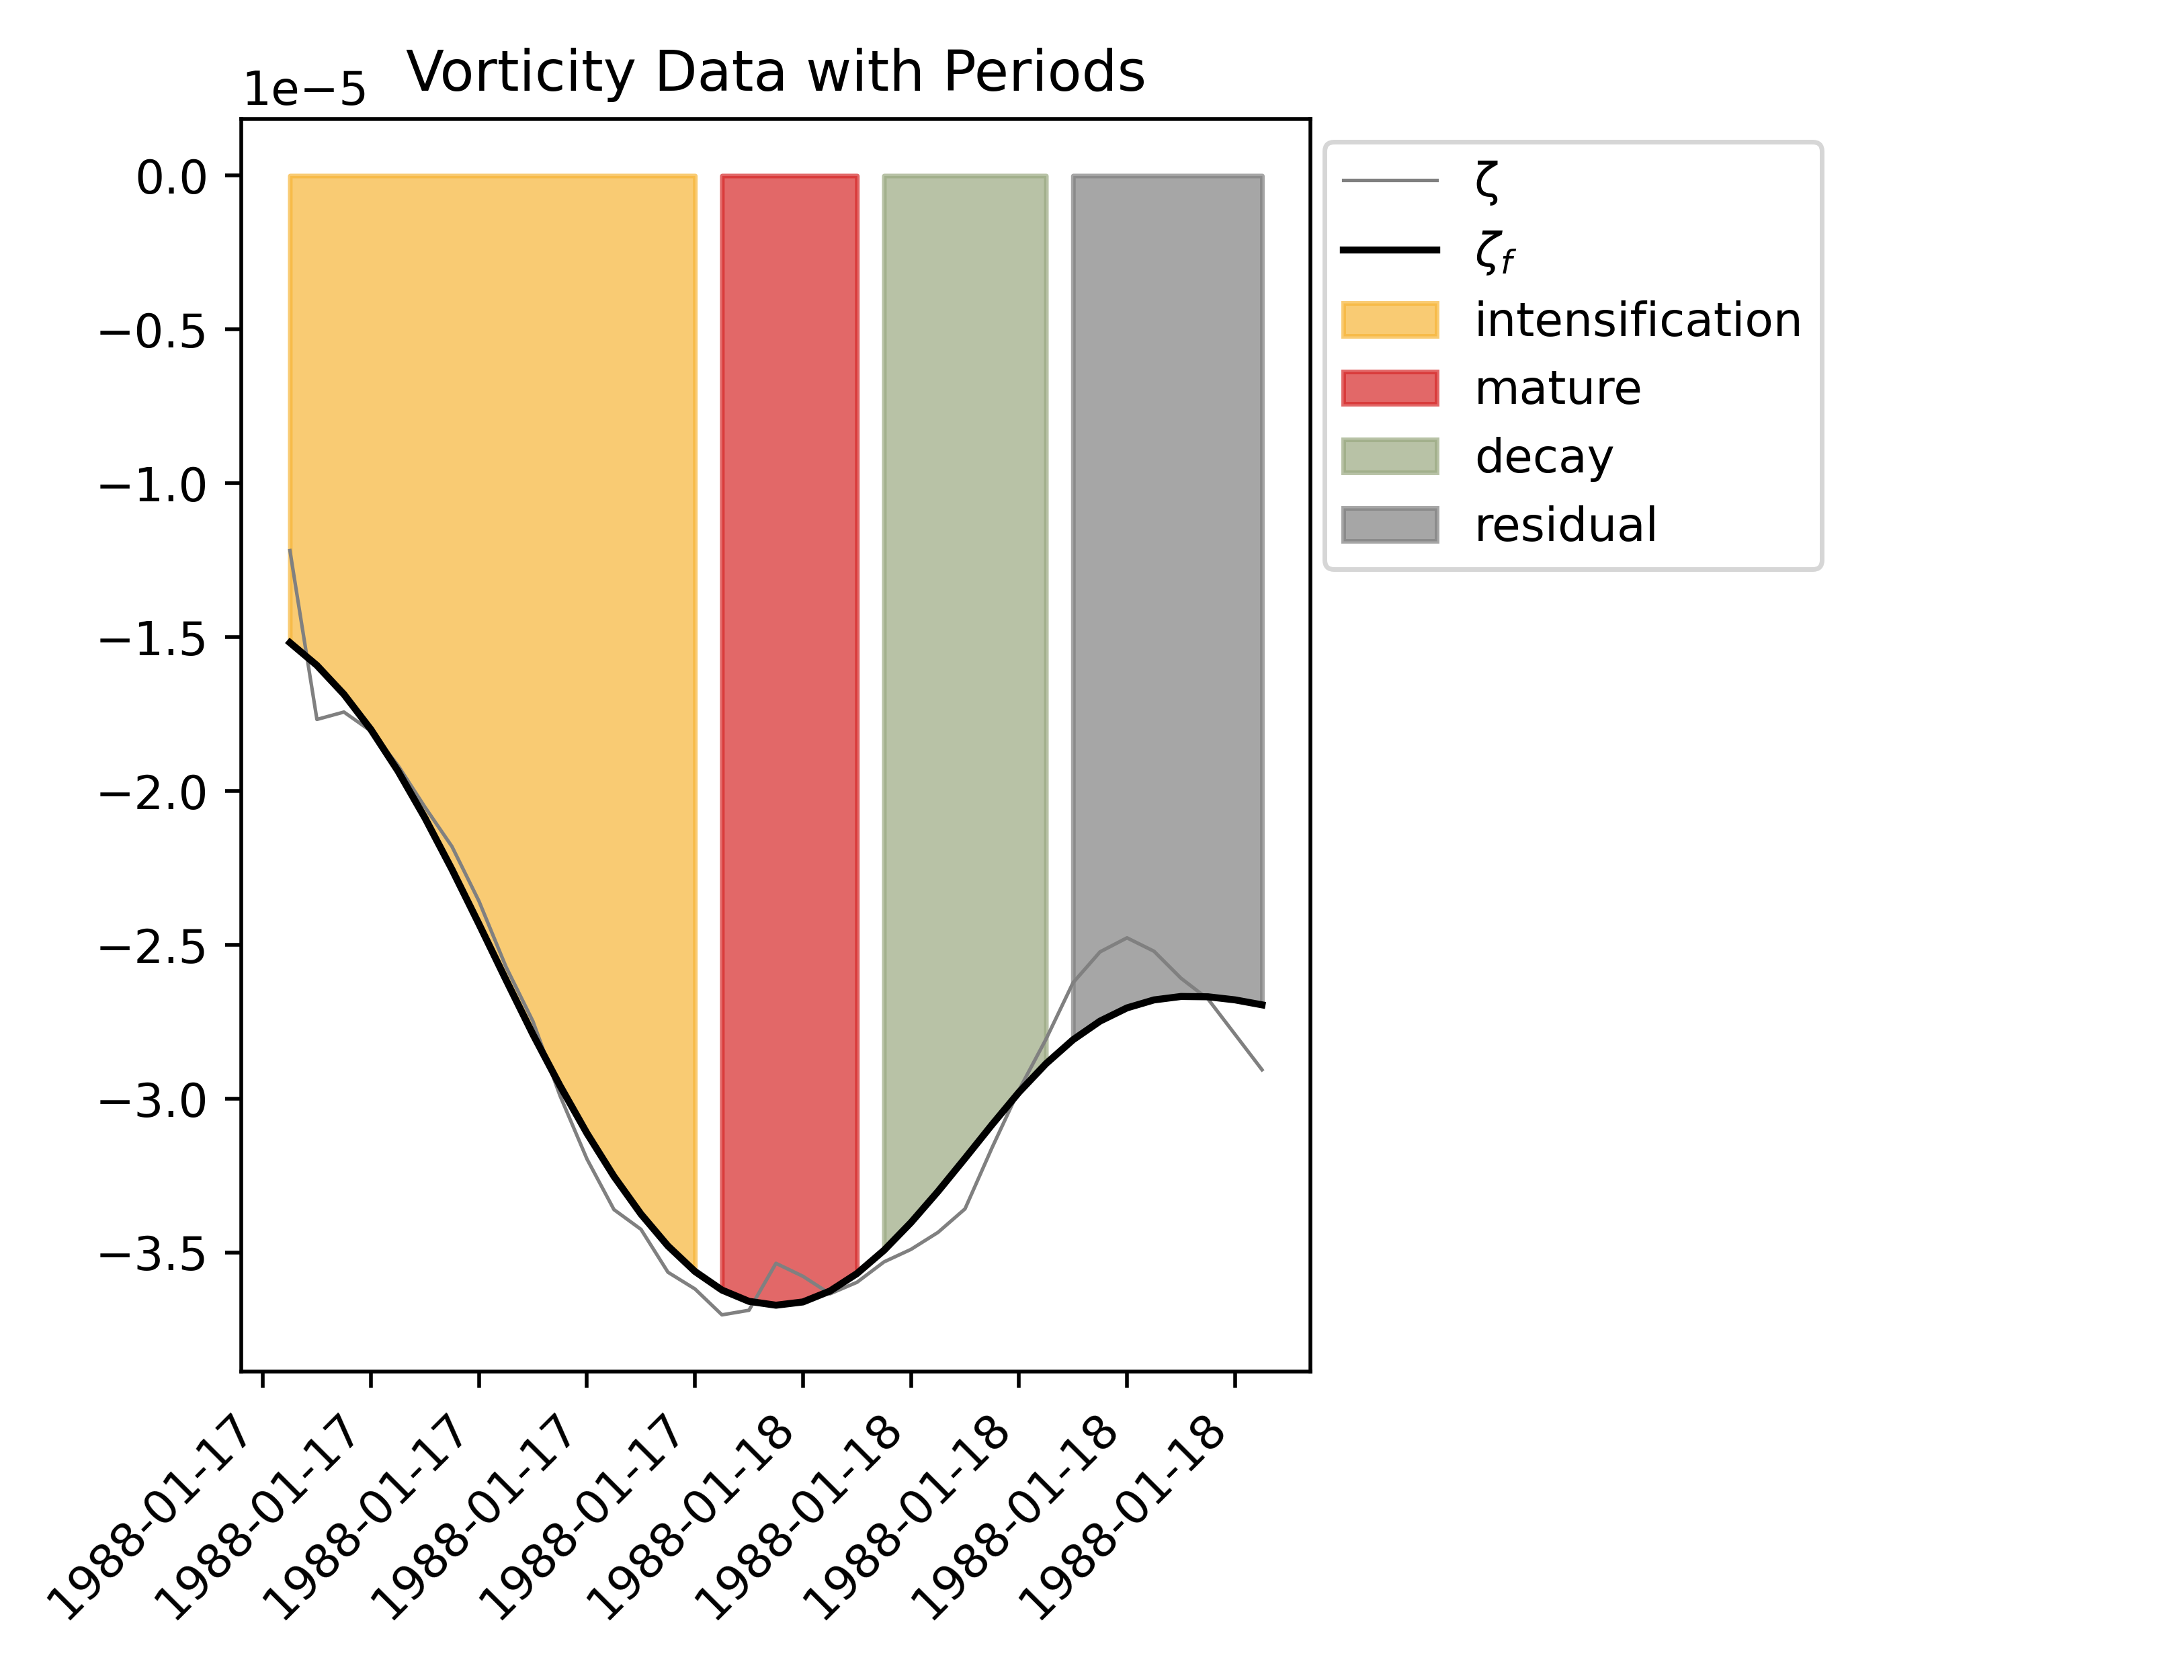 Vorticity Data with Periods
1e−5
0.0
−0.5
−1.0
−1.5
−2.0
−2.5
−3.0
−3.5
1988-01-17
1988-01-17
1988-01-17
1988-01-17
1988-01-17
1988-01-18
1988-01-18
1988-01-18
1988-01-18
1988-01-18
ζ
ζf
intensification
mature
decay
residual